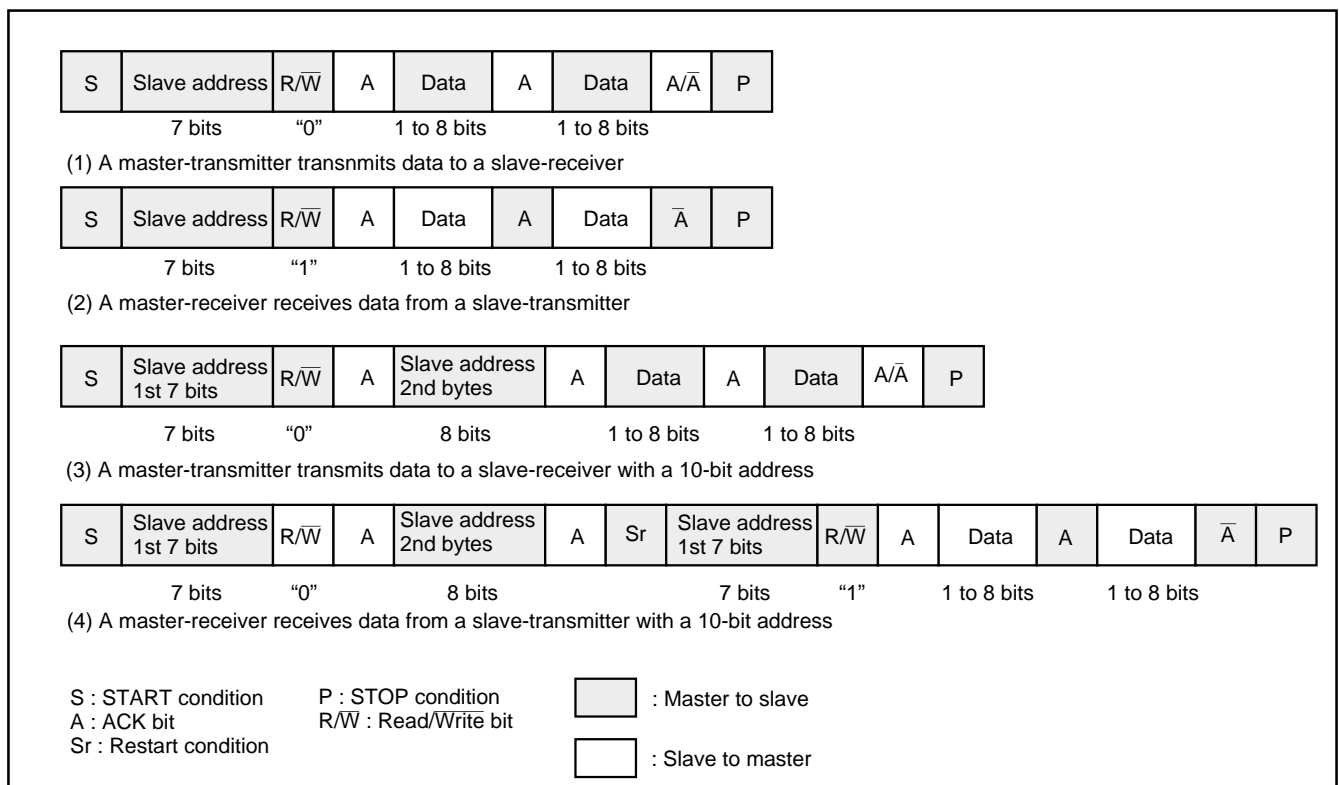 S Slave address R/W̅ A Data A Data A/A̅ P
7 bits “0” 1 to 8 bits 1 to 8 bits
(1) A master-transmitter transnmits data to a slave-receiver
S Slave address R/W̅ A Data A Data A̅ P
7 bits “1” 1 to 8 bits 1 to 8 bits
(2) A master-receiver receives data from a slave-transmitter
S Slave address 1st 7 bits R/W̅ A Slave address 2nd bytes A Data A Data A/A̅ P
7 bits “0” 8 bits 1 to 8 bits 1 to 8 bits
(3) A master-transmitter transmits data to a slave-receiver with a 10-bit address
S Slave address 1st 7 bits R/W̅ A Slave address 2nd bytes A Sr Slave address 1st 7 bits R/W̅ A Data A Data A̅ P
7 bits “0” 8 bits 7 bits “1” 1 to 8 bits 1 to 8 bits
(4) A master-receiver receives data from a slave-transmitter with a 10-bit address
S : START condition
A : ACK bit
Sr : Restart condition
P : STOP condition
R/W̅ : Read/W̅r̅i̅t̅e̅ bit
: Master to slave
: Slave to master